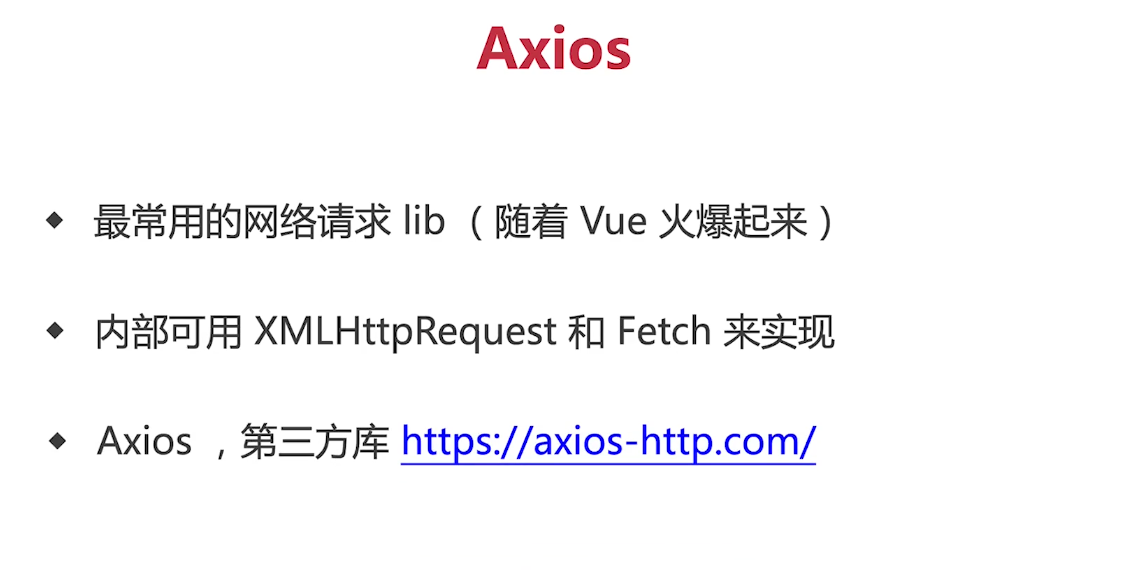 Axios
◆ 最常用的网络请求 lib （随着 Vue 火爆起来）
◆ 内部可用 XMLHttpRequest 和 Fetch 来实现
◆ Axios ，第三方库 https://axios-http.com/